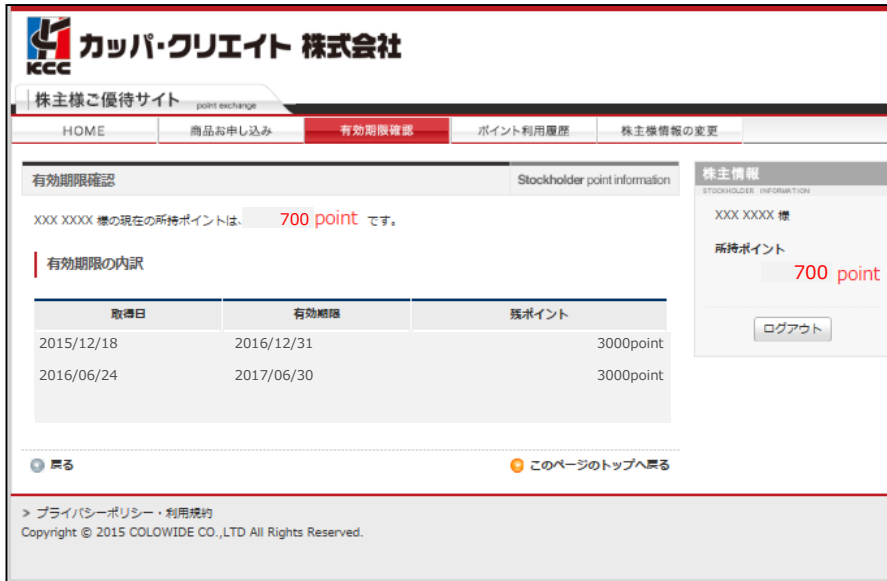 KCC
カッパ・クリエイト 株式会社
株主様ご優待サイト point exchange
HOME 商品お申し込み 有効期限確認 ポイント利用履歴 株主様情報の変更
有効期限確認 Stockholder point information
XXX XXXX 様の現在の所持ポイントは、 700 point です。
有効期限の内訳
取得日 有効期限 残ポイント
2015/12/18 2016/12/31 3000point
2016/06/24 2017/06/30 3000point
戻る このページのトップへ戻る
株主情報
STOCKHOLDER INFORMATION
XXX XXXX 様
所持ポイント
700 point
ログアウト
> プライバシーポリシー・利用規約
Copyright © 2015 COLOWIDE CO.,LTD All Rights Reserved.